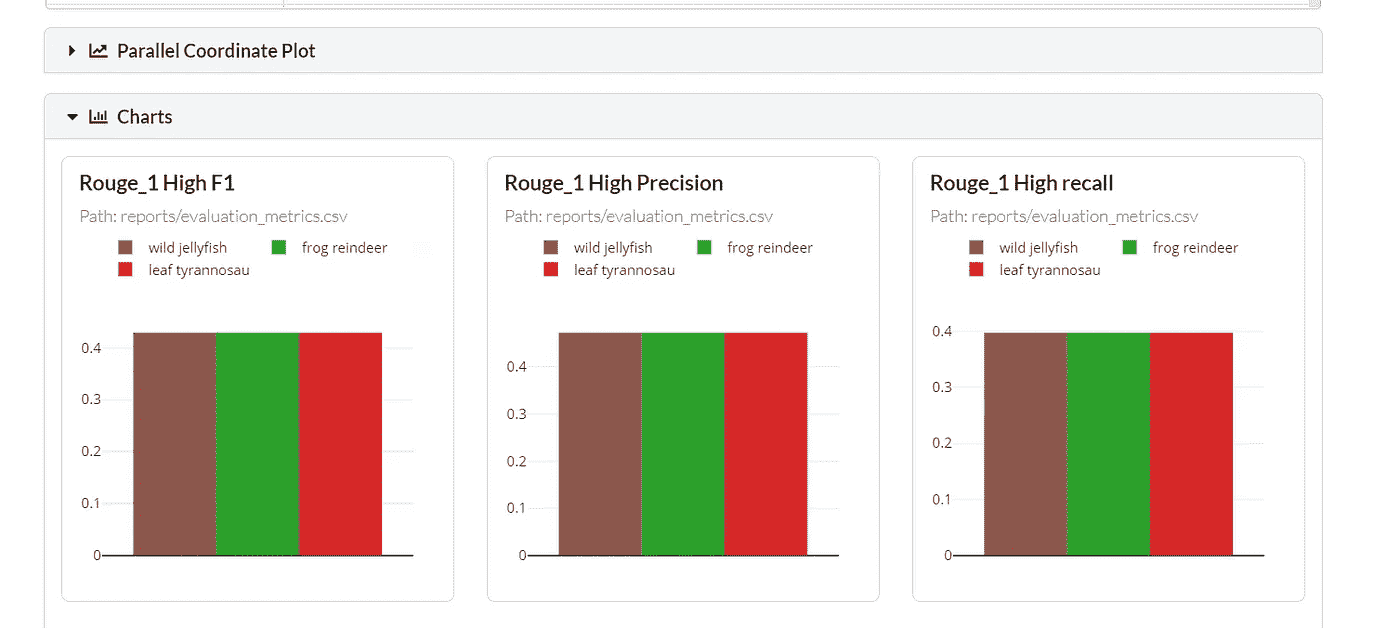 Parallel Coordinate Plot
Charts
Rouge_1 High F1
Path: reports/evaluation_metrics.csv
wild jellyfish
frog reindeer
leaf tyrannosau
0.4
0.3
0.2
0.1
0
Rouge_1 High Precision
Path: reports/evaluation_metrics.csv
wild jellyfish
frog reindeer
leaf tyrannosau
0.4
0.3
0.2
0.1
0
Rouge_1 High recall
Path: reports/evaluation_metrics.csv
wild jellyfish
frog reindeer
leaf tyrannosau
0.4
0.3
0.2
0.1
0